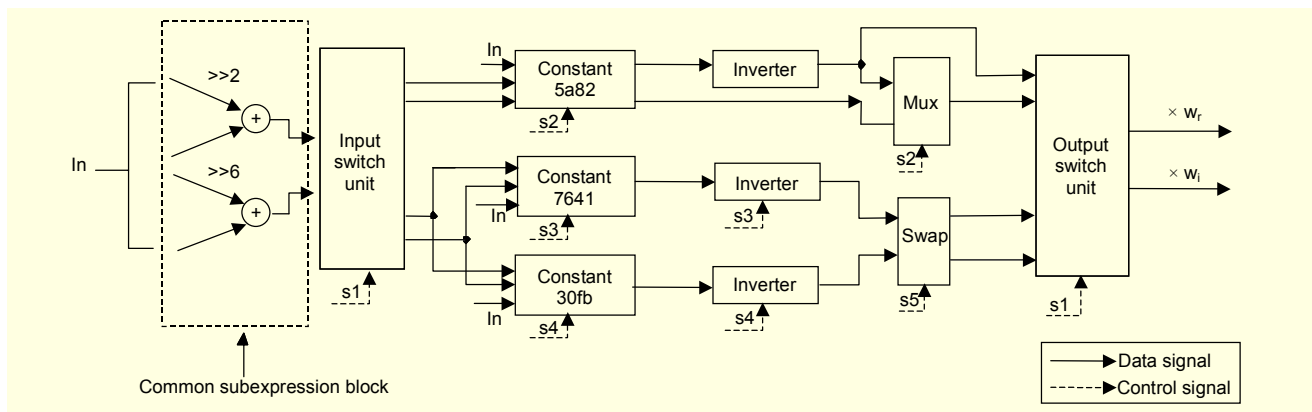 >>2
+
>>6
+
In
Common subexpression block
Input
switch
unit
s1
In
Constant
5a82
s2
Inverter
Mux
s2
Constant
7641
In
s3
Inverter
s3
Constant
30fb
In
s4
Inverter
s4
Swap
s5
Output
switch
unit
s1
× wr
× wi
Data signal
Control signal